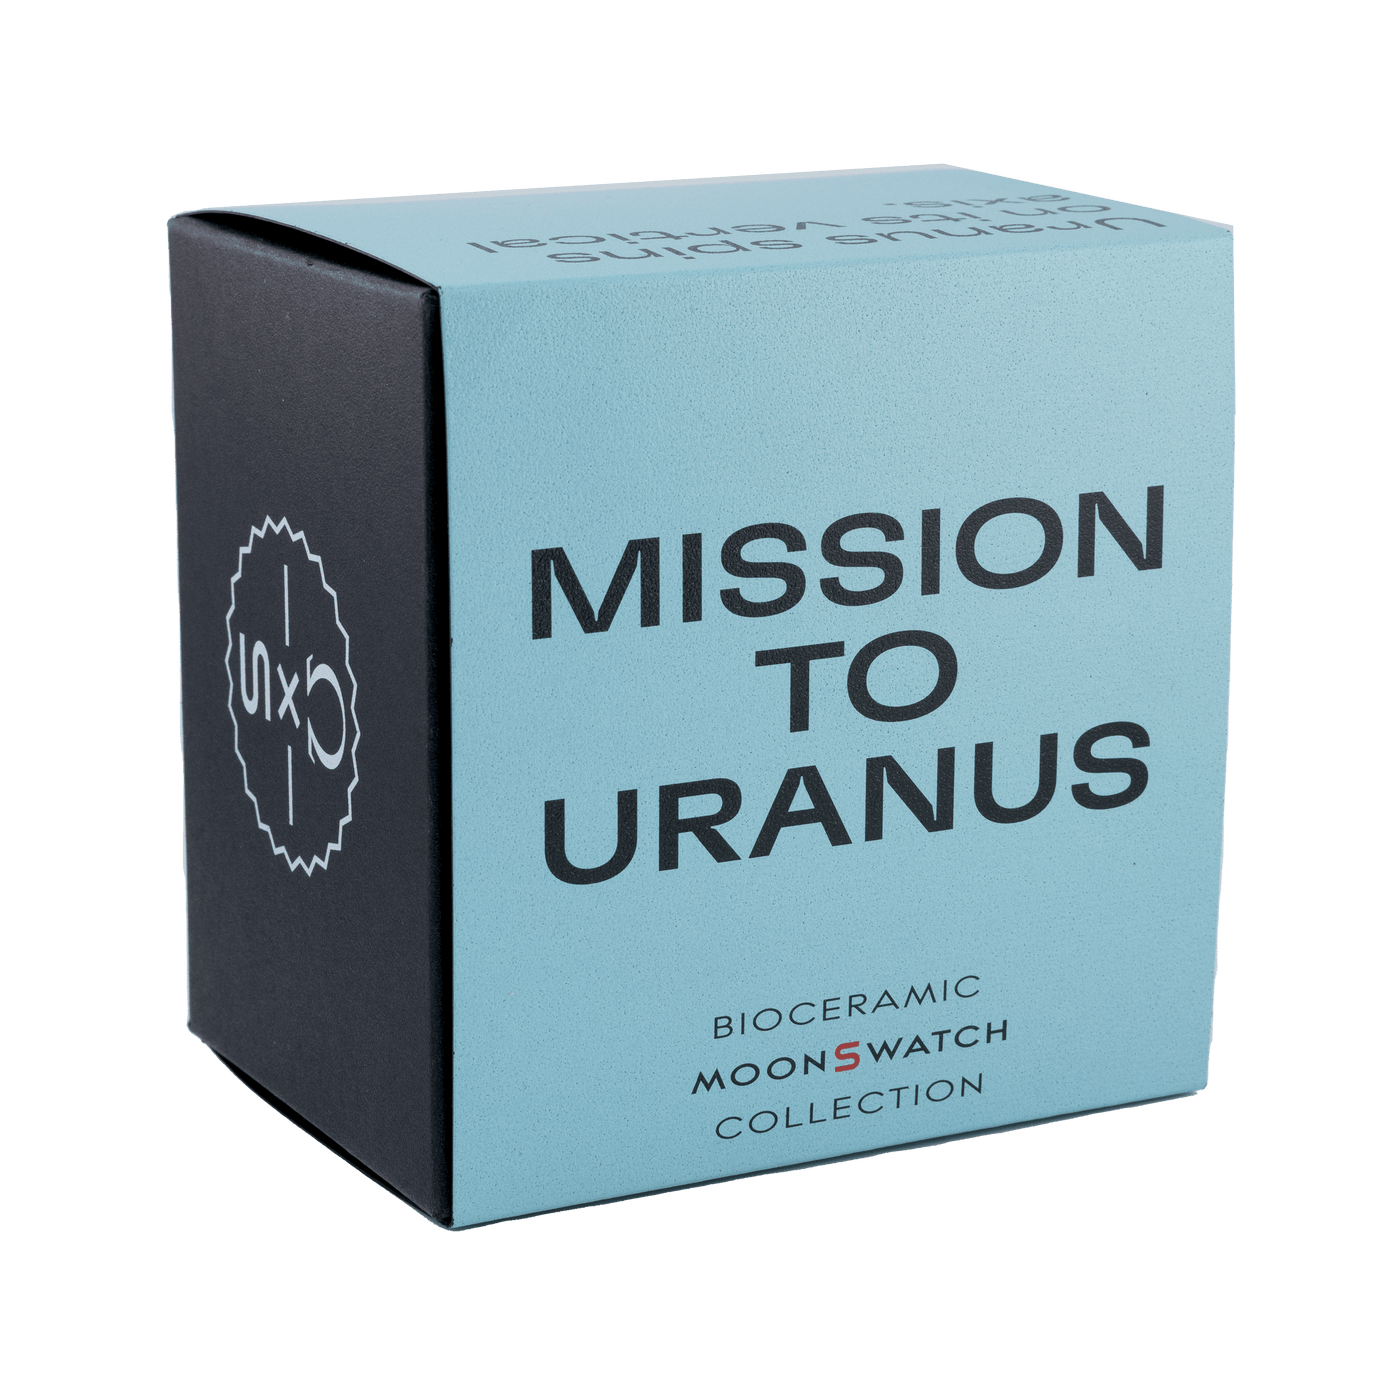 Uranus spins
on its vertical
axis.
MISSION
TO
URANUS
BIOCERAMIC
MOONSWATCH
COLLECTION
Ω x S